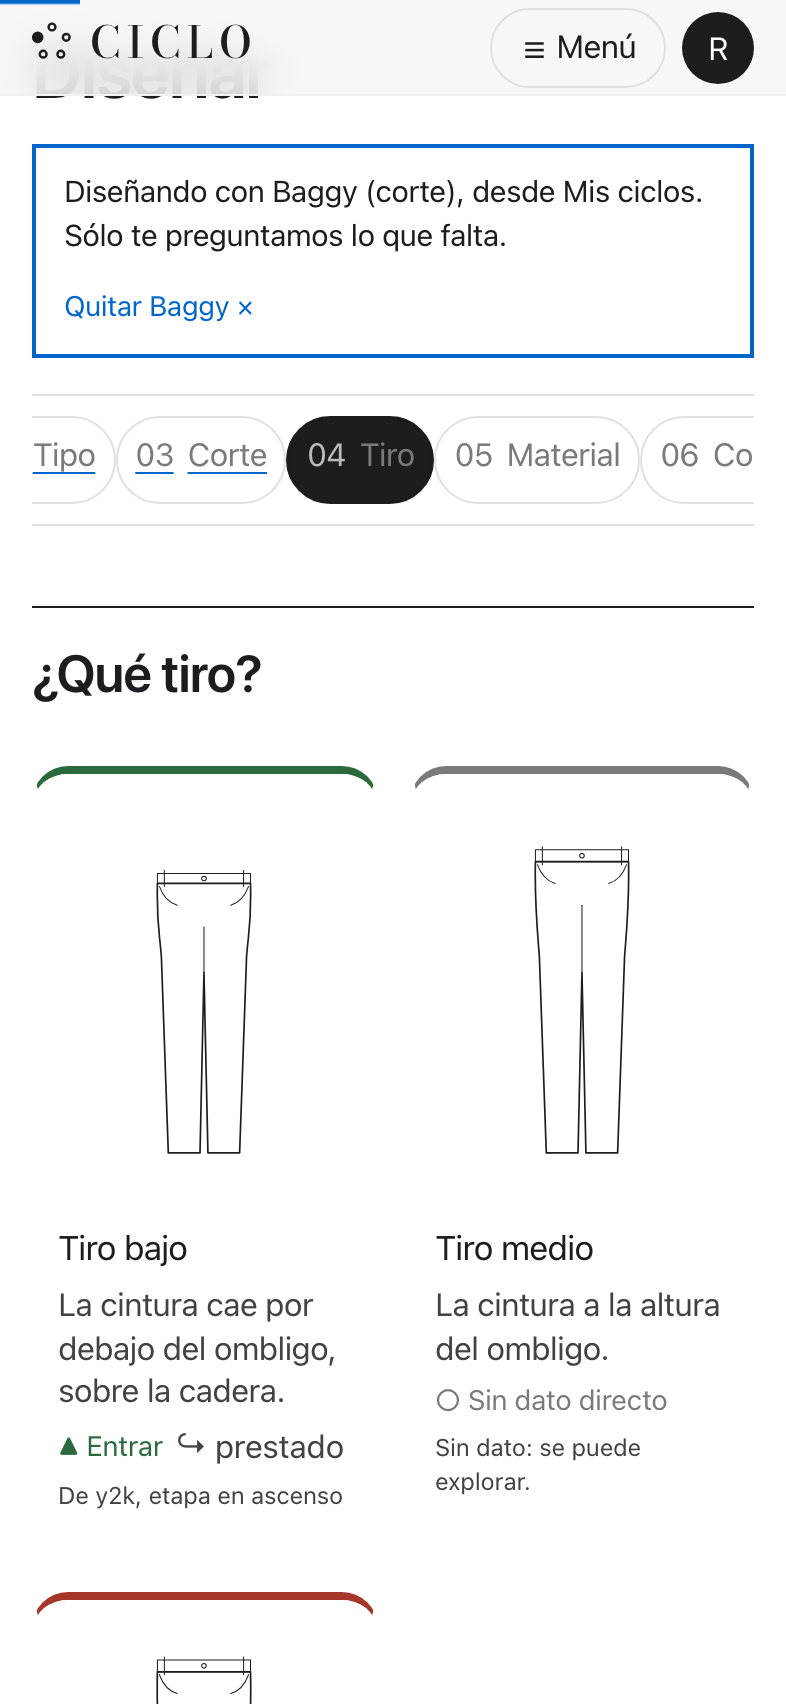 CICLO
≡ Menú
R
Diseñar
Diseñando con Baggy (corte), desde Mis ciclos.
Sólo te preguntamos lo que falta.
Quitar Baggy ×
Tipo
03 Corte
04 Tiro
05 Material
06 Co
¿Qué tiro?
Tiro bajo
La cintura cae por
debajo del ombligo,
sobre la cadera.
▲ Entrar ↪ prestado
De y2k, etapa en ascenso
Tiro medio
La cintura a la altura
del ombligo.
○ Sin dato directo
Sin dato: se puede
explorar.